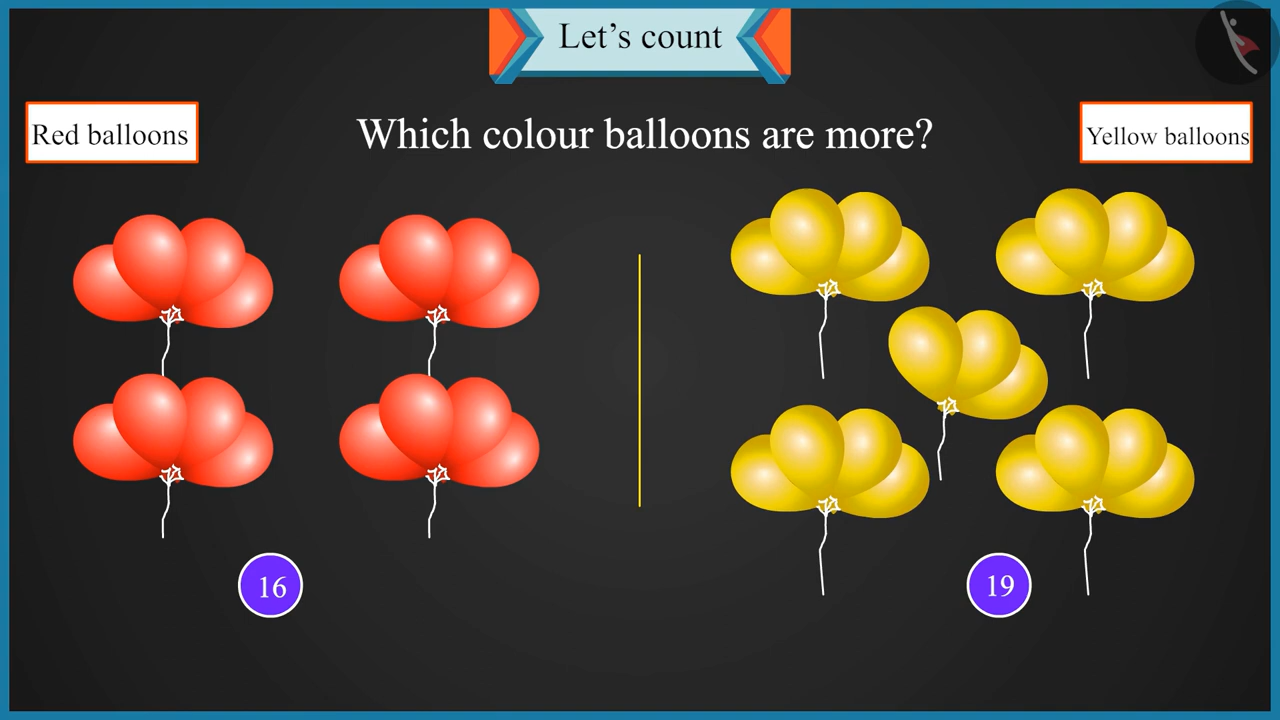 Let's count
Red balloons
Which colour balloons are more?
Yellow balloons
16
19